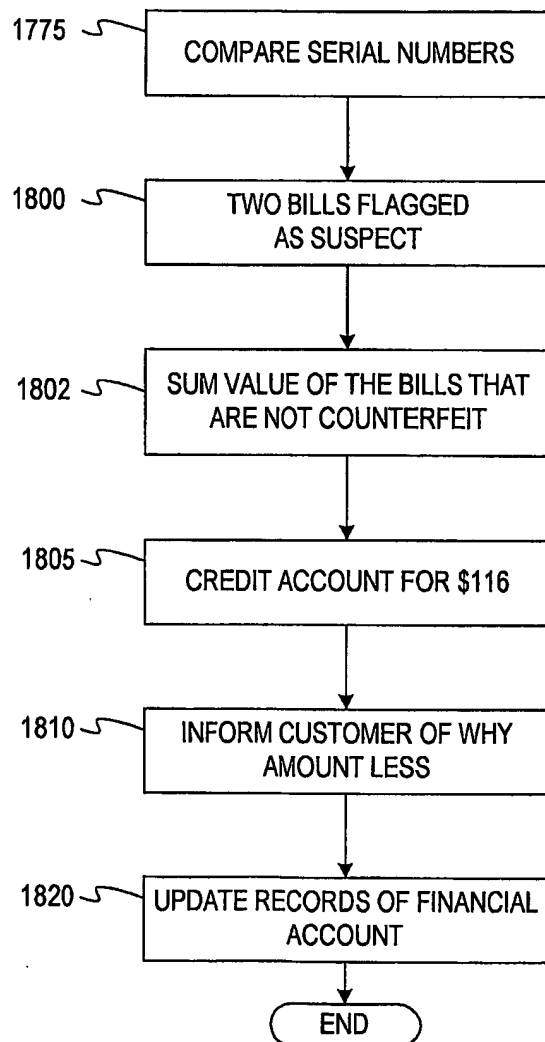 1775
COMPARE SERIAL NUMBERS
1800
TWO BILLS FLAGGED
AS SUSPECT
1802
SUM VALUE OF THE BILLS THAT
ARE NOT COUNTERFEIT
1805
CREDIT ACCOUNT FOR $116
1810
INFORM CUSTOMER OF WHY
AMOUNT LESS
1820
UPDATE RECORDS OF FINANCIAL
ACCOUNT
END